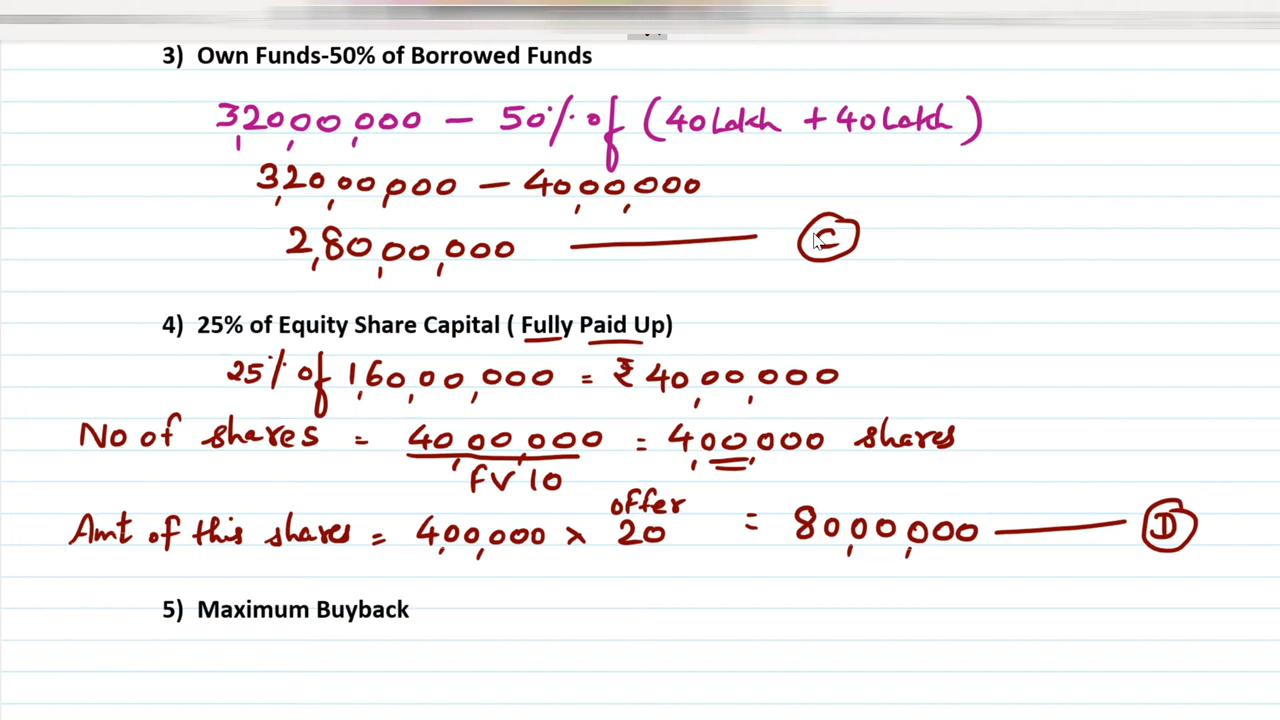 3) Own Funds-50% of Borrowed Funds
32000,000 - 50% of (40 Lakh + 40 Lakh)
3,20,00,000 - 40,00,000
2,80,00,000 C
4) 25% of Equity Share Capital ( Fully Paid Up)
25% of 1,60,00,000 = ₹ 40,00,000
No of shares = 40,00,000 / FV 10 = 4,00,000 shares
Amt of this shares = 4,00,000 x offer 20 = 80,00,000 D
5) Maximum Buyback